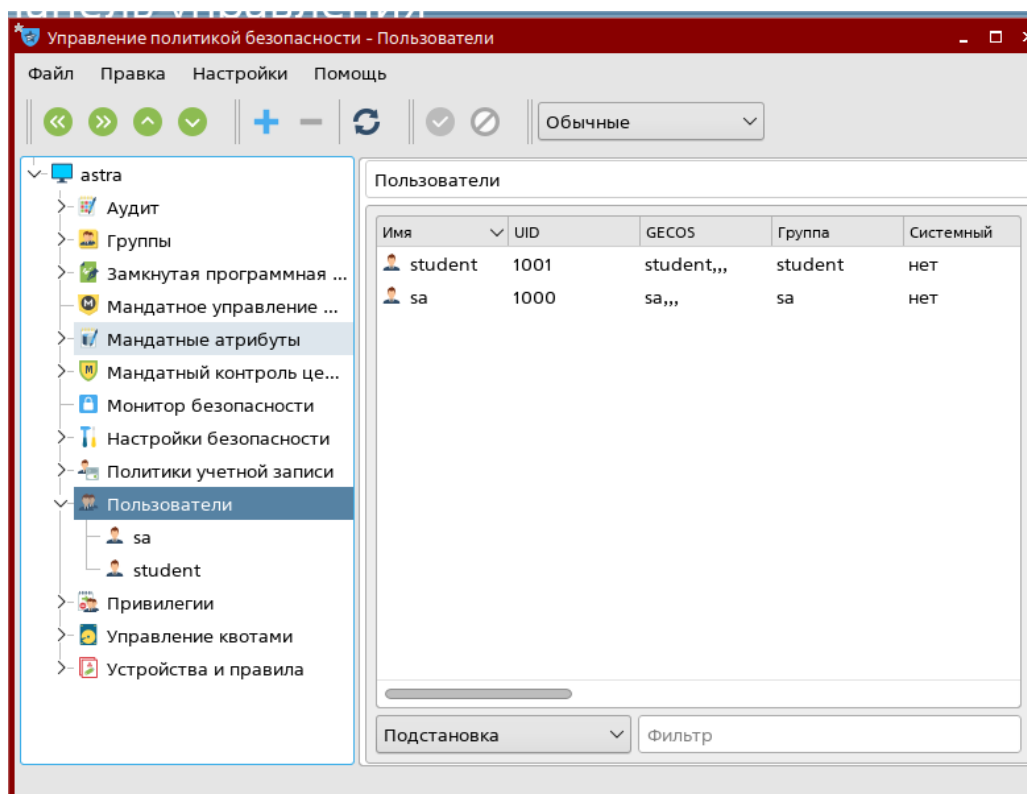 панель управления
Управление политикой безопасности - Пользователи
Файл Правка Настройки Помощь
Обычные
astra
Аудит
Группы
Замкнутая программная ...
Мандатное управление ...
Мандатные атрибуты
Мандатный контроль це...
Монитор безопасности
Настройки безопасности
Политики учетной записи
Пользователи
sa
student
Привилегии
Управление квотами
Устройства и правила
Пользователи
Имя UID GECOS Группа Системный
student 1001 student,,, student нет
sa 1000 sa,,, sa нет
Подстановка Фильтр